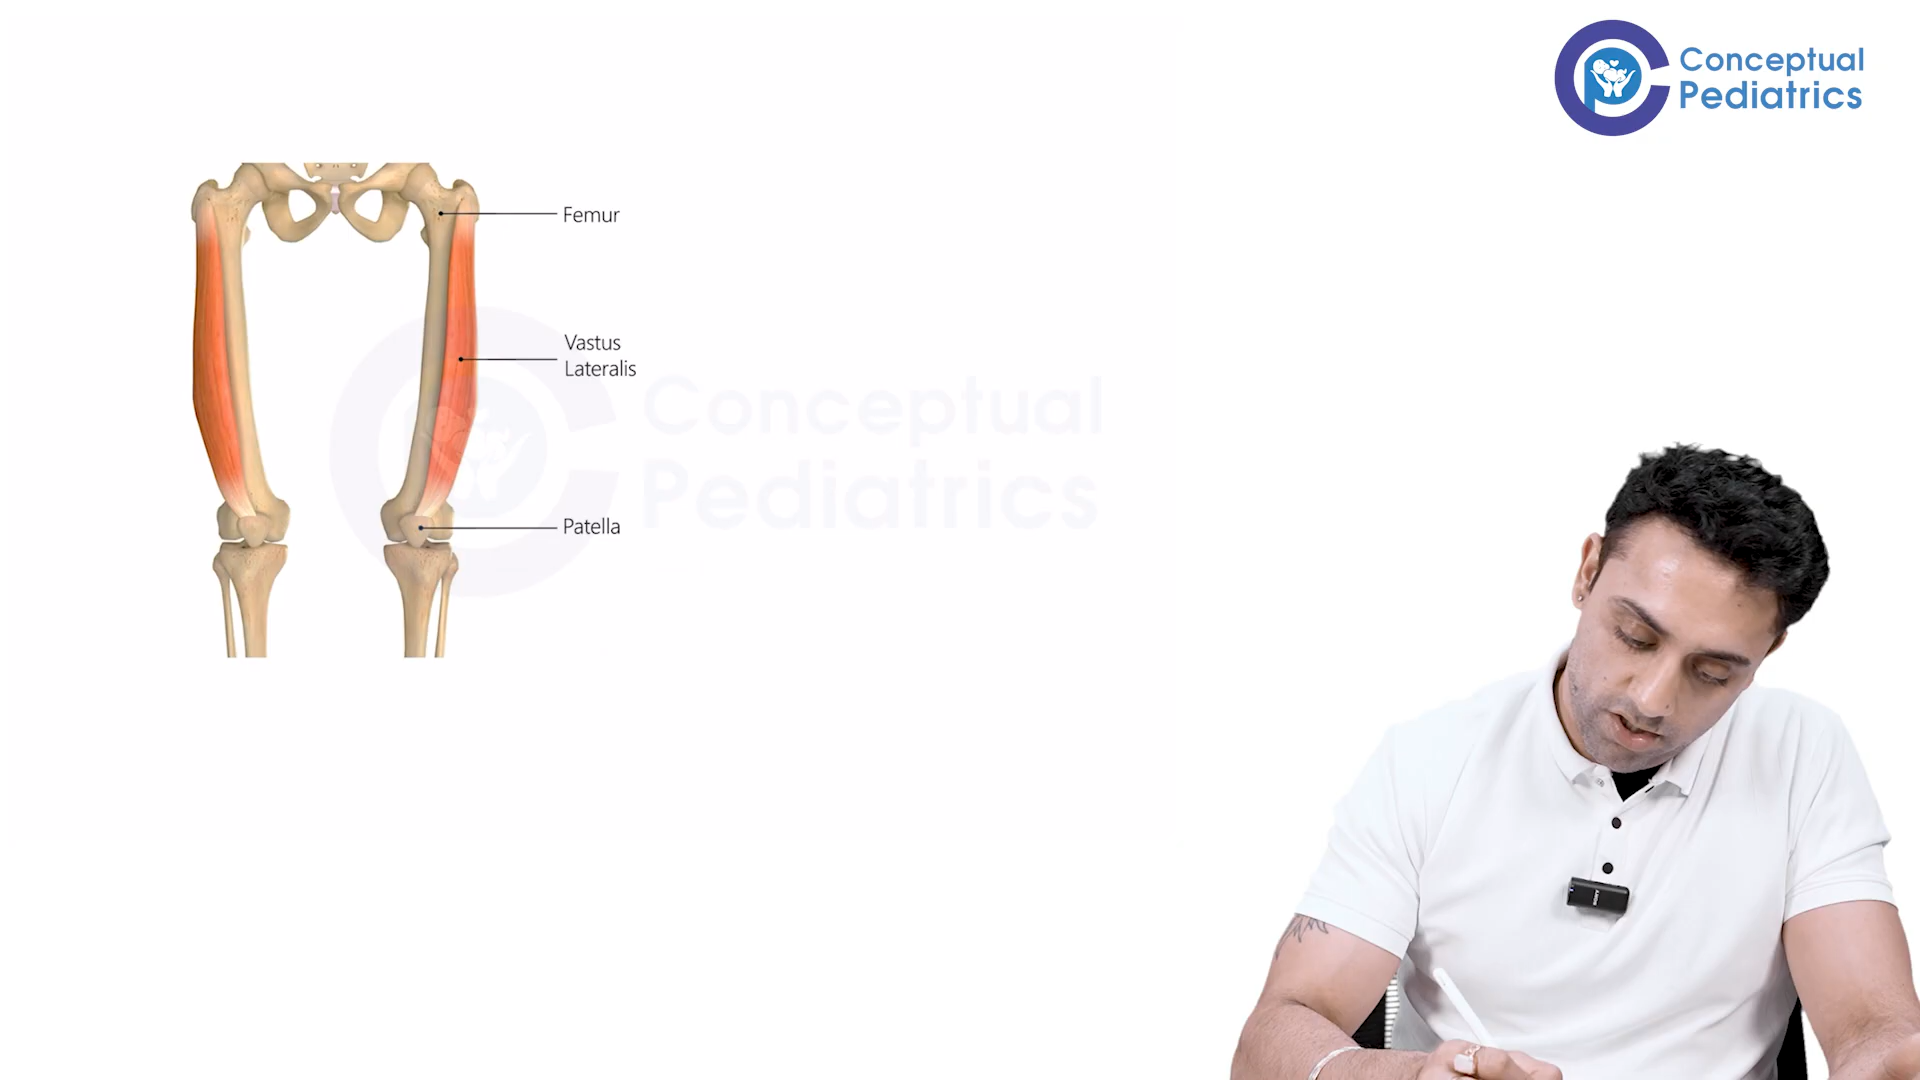 Conceptual
Pediatrics
Femur
Vastus
Lateralis
Conceptual
Pediatrics
Patella